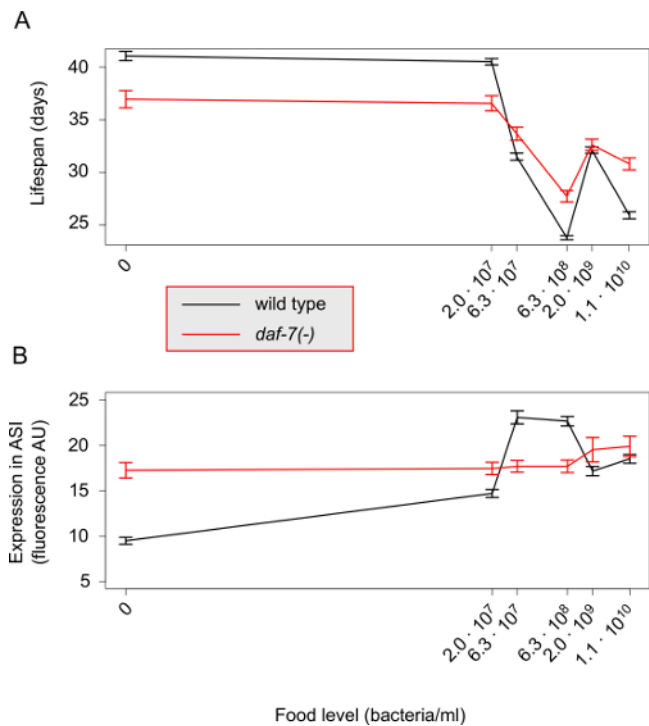 A
Lifespan (days)
40
35
30
25
0
2.0 · 10⁷
6.3 · 10⁷
6.3 · 10⁸
2.0 · 10⁹
1.1 · 10¹⁰
wild type
daf-7(-)
B
Expression in ASI
(fluorescence AU)
25
20
15
10
5
0
2.0 · 10⁷
6.3 · 10⁷
6.3 · 10⁸
2.0 · 10⁹
1.1 · 10¹⁰
Food level (bacteria/ml)